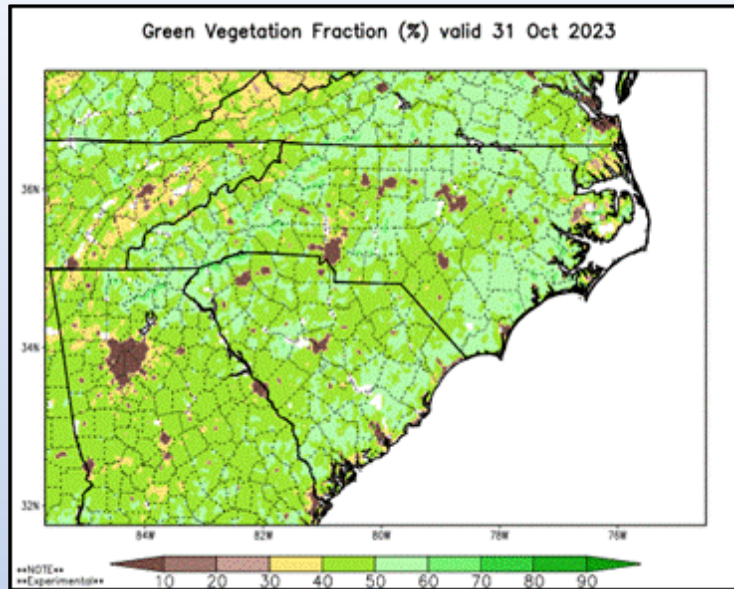 Green Vegetation Fraction (%) valid 31 Oct 2023
36N
34N
32N
84W 82W 80W 78W 76W
**NOTE**
**Experimental**
10 20 30 40 50 60 70 80 90